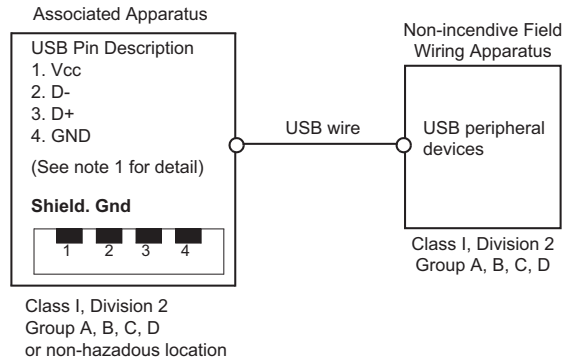 Associated Apparatus
USB Pin Description
1. Vcc
2. D-
3. D+
4. GND
(See note 1 for detail)
Shield. Gnd
1 2 3 4
Class I, Division 2
Group A, B, C, D
or non-hazadous location
USB wire
Non-incendive Field
Wiring Apparatus
USB peripheral
devices
Class I, Division 2
Group A, B, C, D